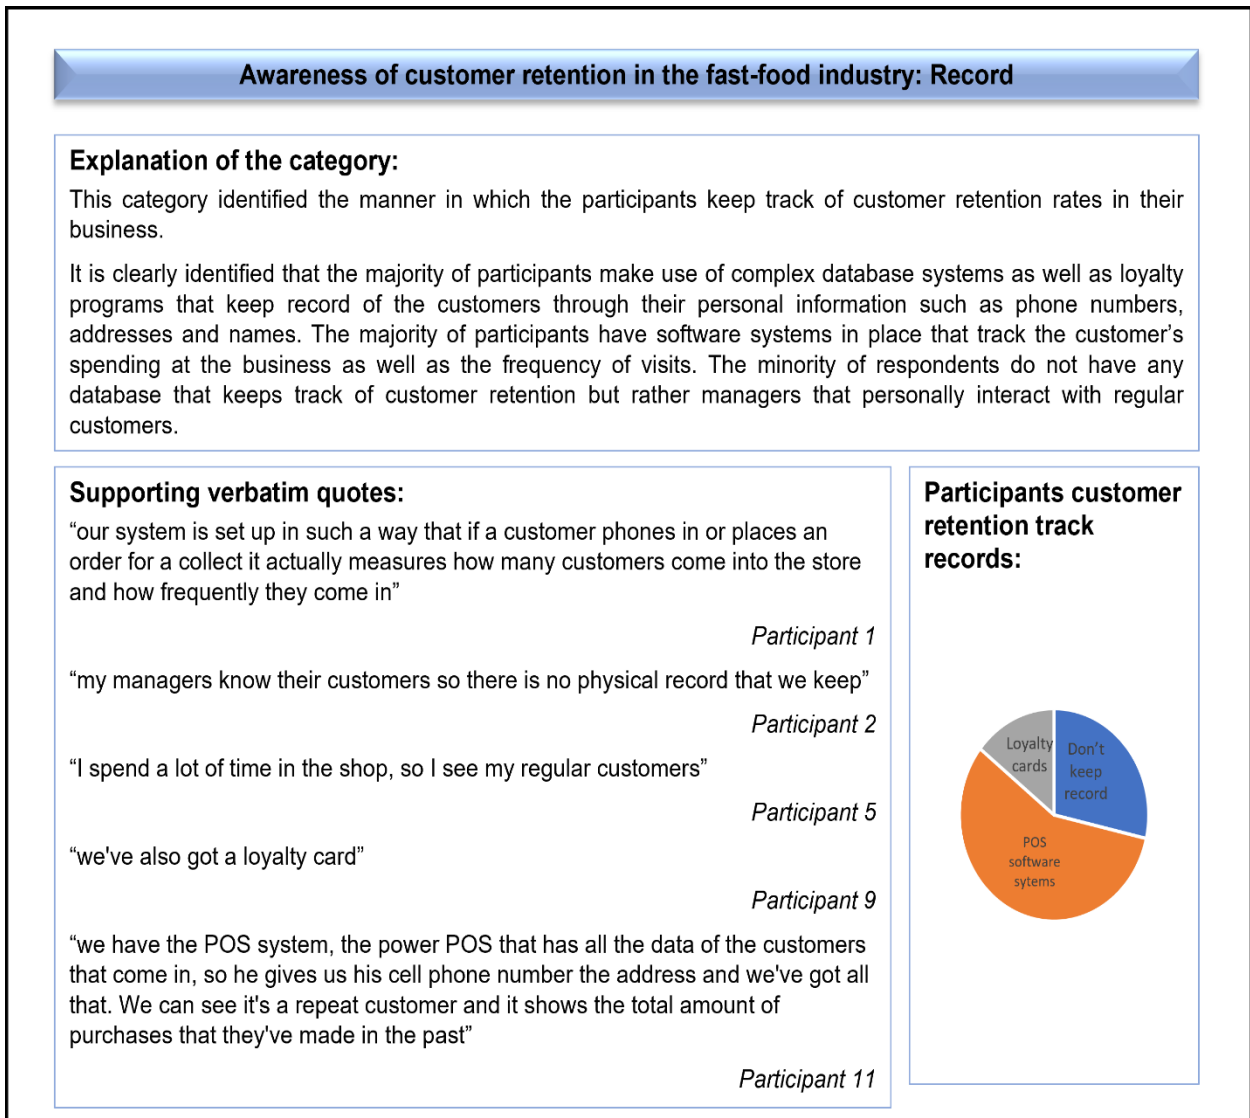 Awareness of customer retention in the fast-food industry: Record
Explanation of the category:
This category identified the manner in which the participants keep track of customer retention rates in their
business.
It is clearly identified that the majority of participants make use of complex database systems as well as loyalty
programs that keep record of the customers through their personal information such as phone numbers,
addresses and names. The majority of participants have software systems in place that track the customer’s
spending at the business as well as the frequency of visits. The minority of respondents do not have any
database that keeps track of customer retention but rather managers that personally interact with regular
customers.
Supporting verbatim quotes:
“our system is set up in such a way that if a customer phones in or places an
order for a collect it actually measures how many customers come into the store
and how frequently they come in”
Participant 1
“my managers know their customers so there is no physical record that we keep”
Participant 2
“I spend a lot of time in the shop, so I see my regular customers”
Participant 5
“we've also got a loyalty card”
Participant 9
“we have the POS system, the power POS that has all the data of the customers
that come in, so he gives us his cell phone number the address and we've got all
that. We can see it's a repeat customer and it shows the total amount of
purchases that they've made in the past”
Participant 11
Participants customer
retention track
records:
Loyalty
cards
Don’t
keep
record
POS
software
sytems